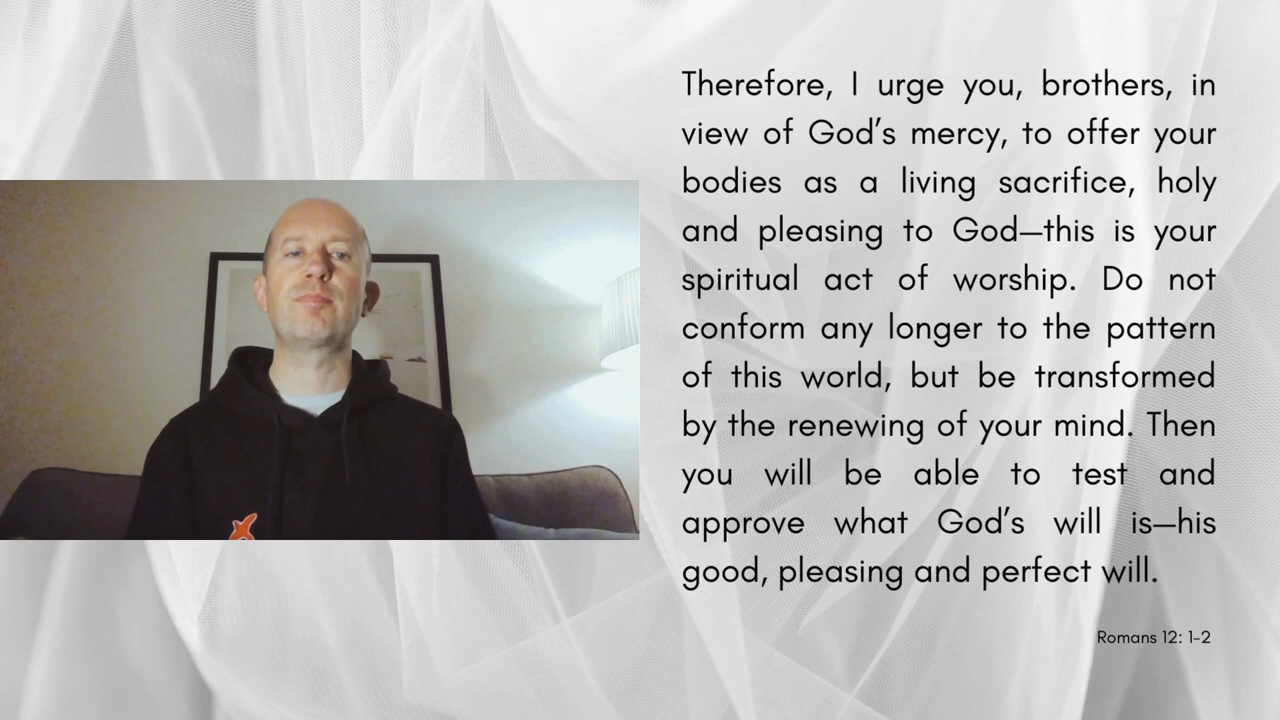 Therefore, I urge you, brothers, in
view of God’s mercy, to offer your
bodies as a living sacrifice, holy
and pleasing to God—this is your
spiritual act of worship. Do not
conform any longer to the pattern
of this world, but be transformed
by the renewing of your mind. Then
you will be able to test and
approve what God’s will is—his
good, pleasing and perfect will.
Romans 12: 1-2